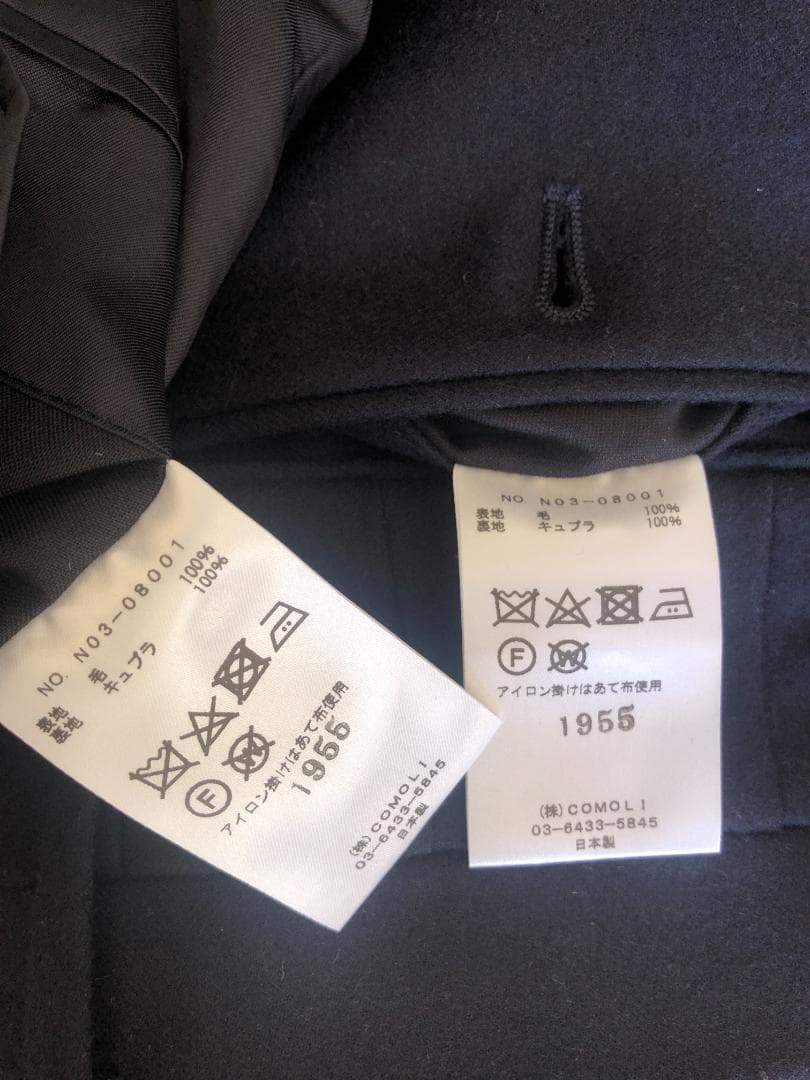 NO. N03-08001
表地 毛 100%
裏地 キュプラ 100%
F W
アイロン掛けはあて布使用
1955
(株)COMOLI
03-6433-5845
日本製
NO. N03-08001
表地 毛 100%
裏地 キュプラ 100%
F W
アイロン掛けはあて布使用
1955
(株)COMOLI
03-6433-5845
日本製